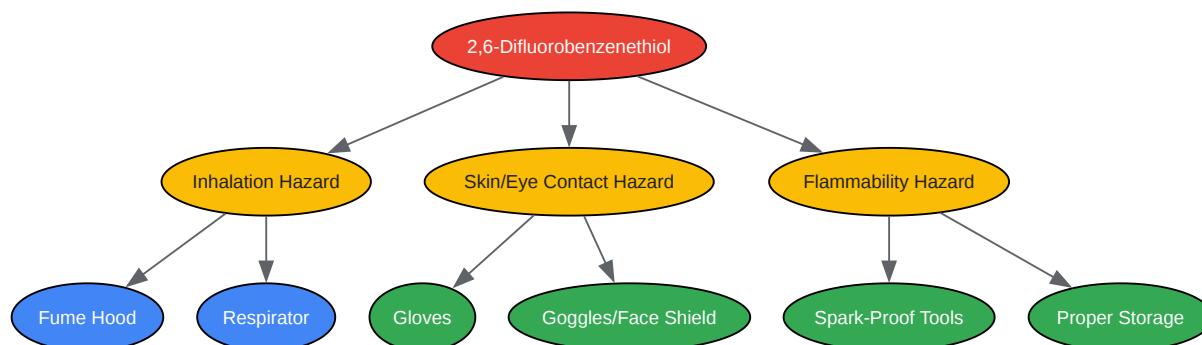 2,6-Difluorobenzenethiol
Inhalation Hazard
Skin/Eye Contact Hazard
Flammability Hazard
Fume Hood
Respirator
Gloves
Goggles/Face Shield
Spark-Proof Tools
Proper Storage